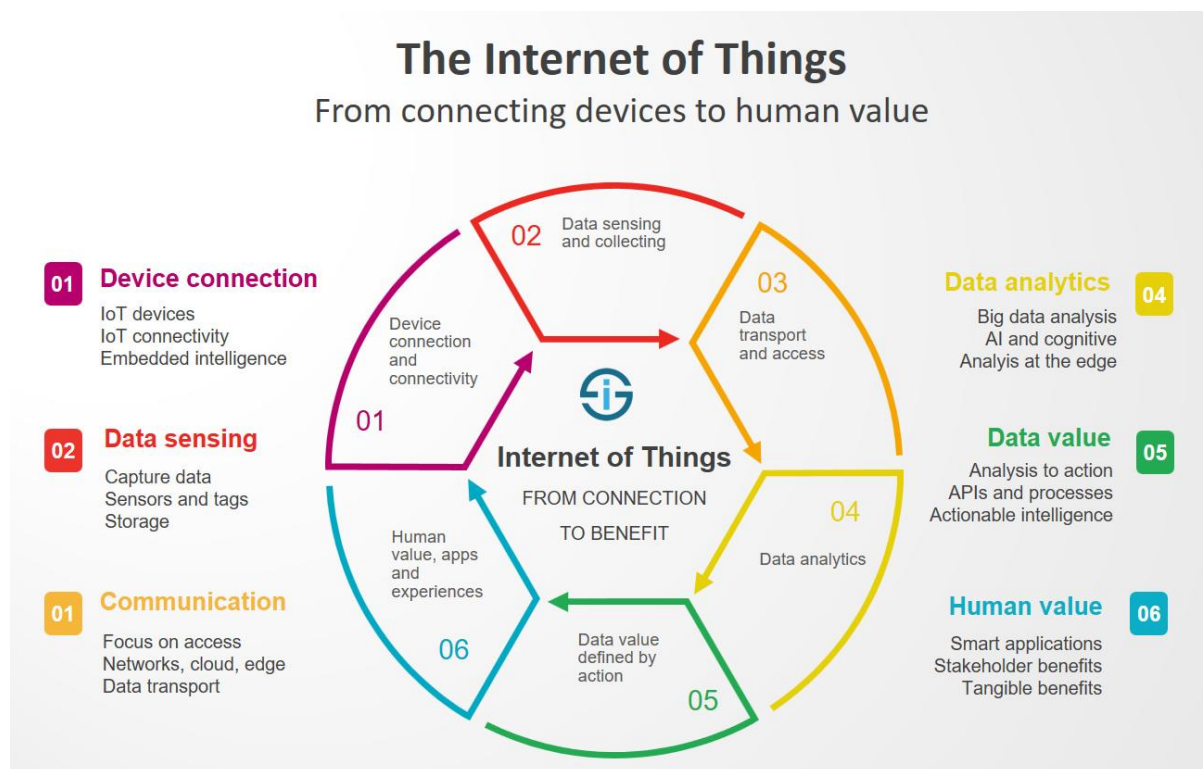 The Internet of Things
From connecting devices to human value
01 Device connection
IoT devices
IoT connectivity
Embedded intelligence
02 Data sensing
Capture data
Sensors and tags
Storage
01 Communication
Focus on access
Networks, cloud, edge
Data transport
Device
connection
and
connectivity
01
02
Data sensing
and collecting
03
Data
transport
and access
04
Data analytics
Data value
defined by
action
05
Human
value, apps
and
experiences
06
Internet of Things
FROM CONNECTION
TO BENEFIT
Data analytics 04
Big data analysis
AI and cognitive
Analyis at the edge
Data value 05
Analysis to action
APIs and processes
Actionable intelligence
Human value 06
Smart applications
Stakeholder benefits
Tangible benefits